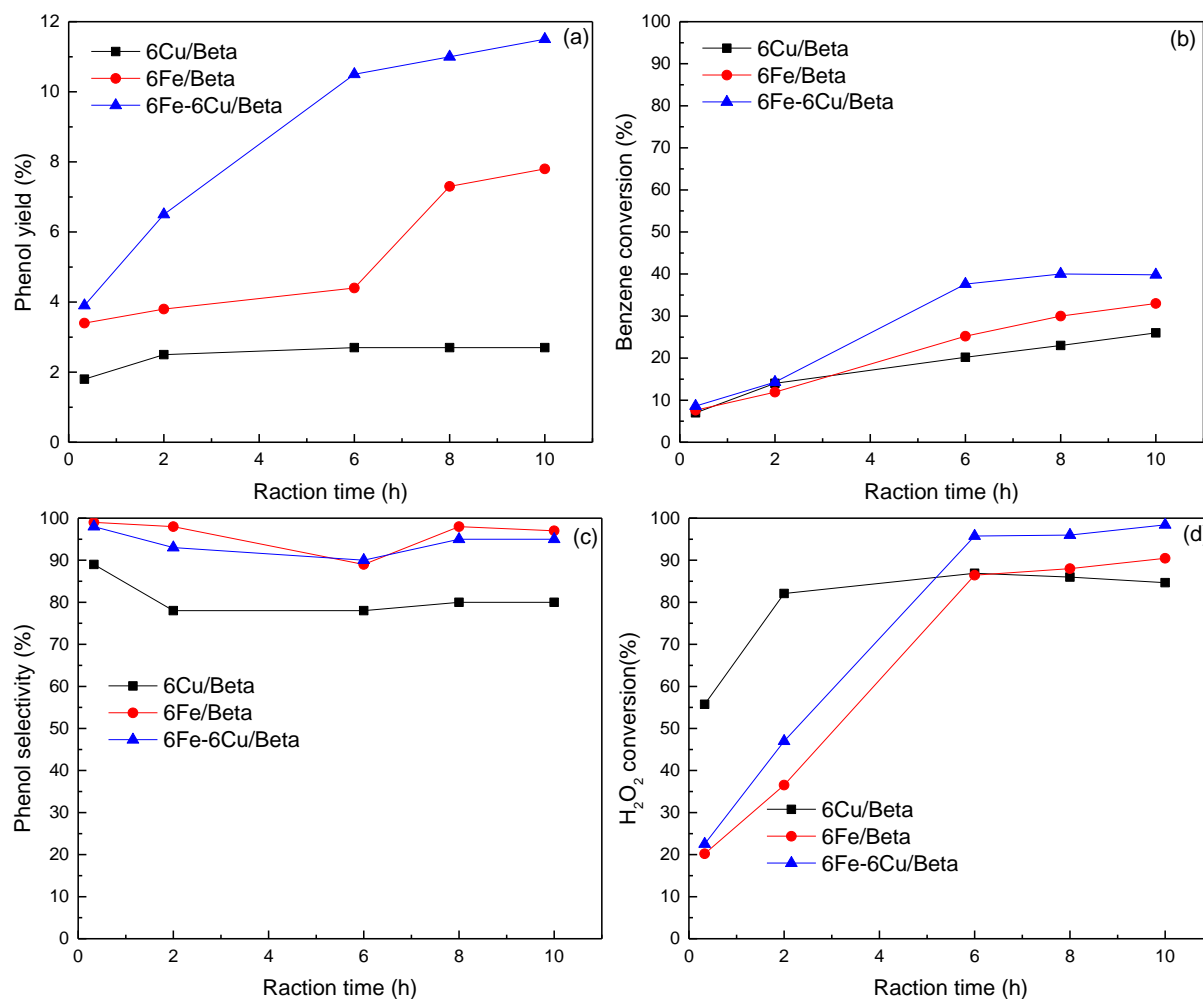 (a)
6Cu/Beta
6Fe/Beta
6Fe-6Cu/Beta
Phenol yield (%)
12
10
8
6
4
2
0
0 2 4 6 8 10
Raction time (h)
(b)
6Cu/Beta
6Fe/Beta
6Fe-6Cu/Beta
Benzene conversion (%)
100
90
80
70
60
50
40
30
20
10
0
0 2 4 6 8 10
Raction time (h)
(c)
Phenol selectivity (%)
100
90
80
70
60
50
40
30
20
10
0
6Cu/Beta
6Fe/Beta
6Fe-6Cu/Beta
0 2 4 6 8 10
Raction time (h)
(d
H₂O₂ conversion(%)
100
90
80
70
60
50
40
30
20
10
0
6Cu/Beta
6Fe/Beta
6Fe-6Cu/Beta
0 2 4 6 8 10
Raction time (h)